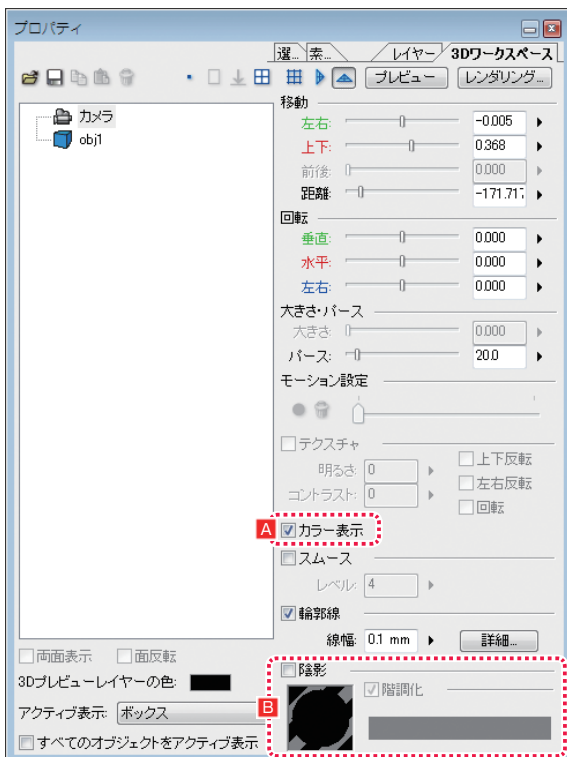 プロパティ
選... 素... レイヤー 3Dワークスペース
プレビュー レンダリング...
カメラ
obj1
移動
左右: -0.005
上下: 0.368
前後: 0.000
距離: -171.717
回転
垂直: 0.000
水平: 0.000
左右: 0.000
大きさ・パース
大きさ: 0.000
パース: 20.0
モーション設定
テクスチャ
明るさ: 0
コントラスト: 0
上下反転
左右反転
回転
A カラー表示
スムース
レベル: 4
輪郭線
線幅: 0.1 mm 詳細...
両面表示 面反転
3Dプレビューレイヤーの色:
アクティブ表示: ボックス
すべてのオブジェクトをアクティブ表示
B 陰影
階調化